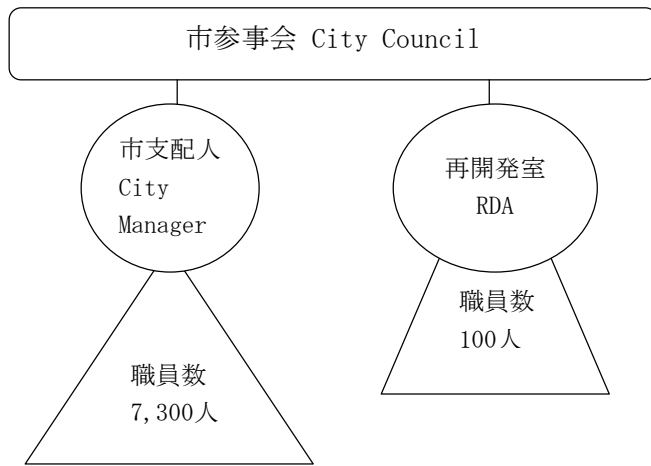 市参事会 City Council
市支配人
City
Manager
再開発室
RDA
職員数
100人
職員数
7,300人